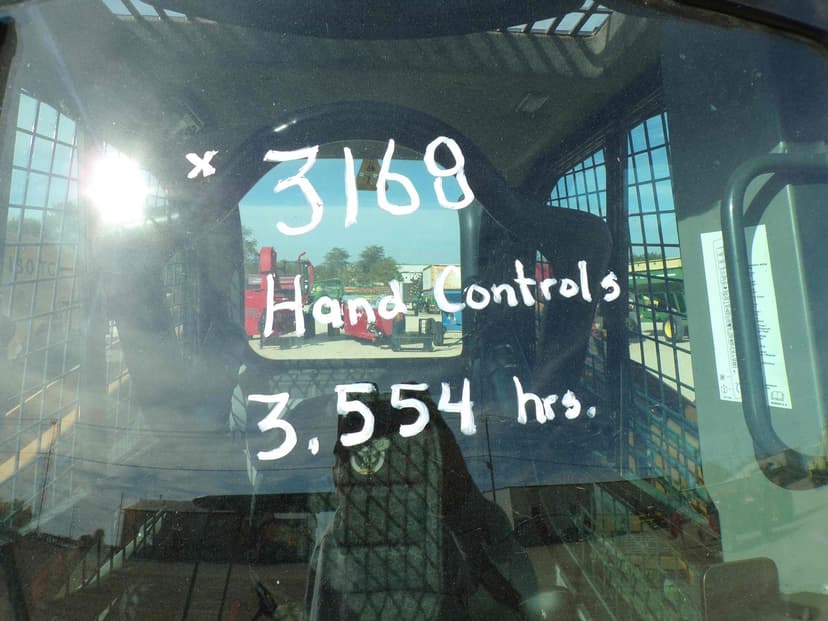 x 3168
Hand Controls
3,554 hrs.